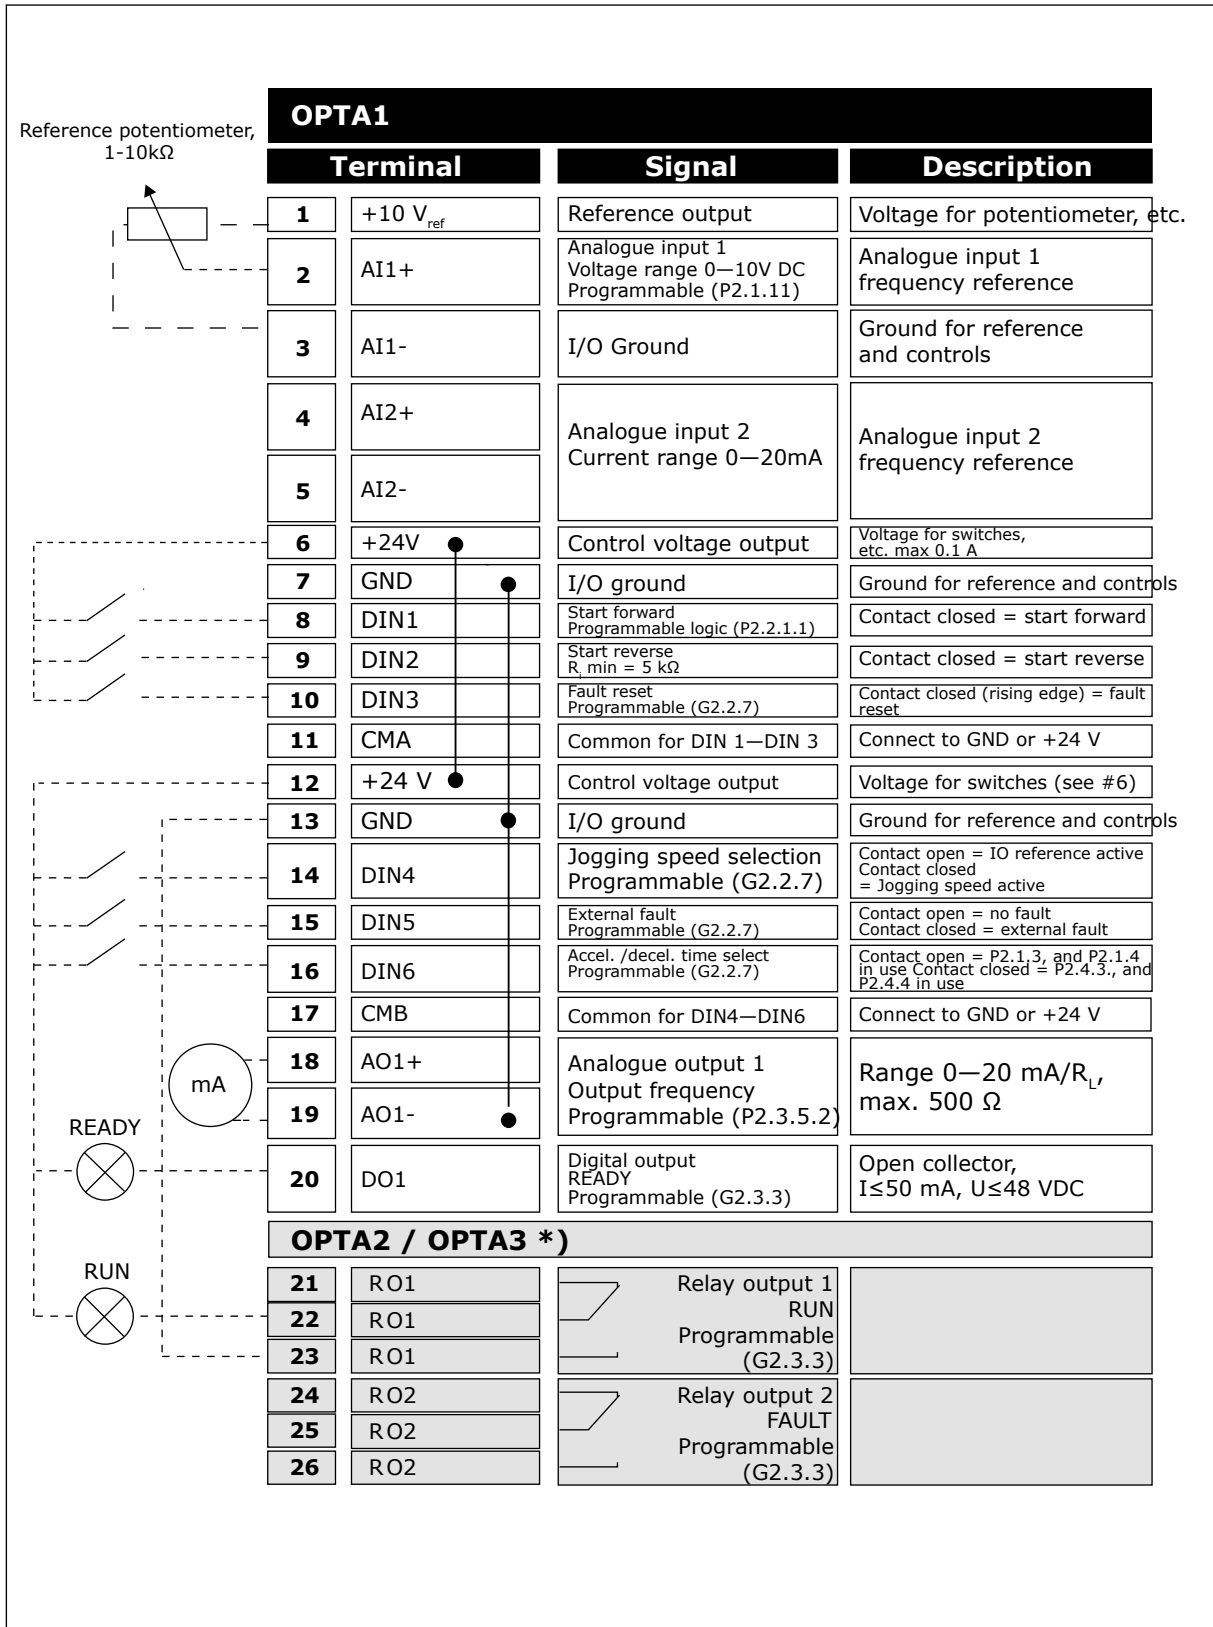 OPTA1
Reference potentiometer,
1-10kΩ
Terminal Signal Description
1 +10 Vref Reference output Voltage for potentiometer, etc.
2 AI1+
Analogue input 1
Voltage range 0—10V DC
Programmable (P2.1.11)
Analogue input 1
frequency reference
3 AI1- I/O Ground
Ground for reference
and controls
4 AI2+
5 AI2-
Analogue input 2
Current range 0—20mA
Analogue input 2
frequency reference
6 +24V Control voltage output
Voltage for switches,
etc. max 0.1 A
7 GND I/O ground Ground for reference and controls
8 DIN1
Start forward
Programmable logic (P2.2.1.1)
Contact closed = start forward
9 DIN2
Start reverse
Ri min = 5 kΩ
Contact closed = start reverse
10 DIN3
Fault reset
Programmable (G2.2.7)
Contact closed (rising edge) = fault
reset
11 CMA Common for DIN 1—DIN 3 Connect to GND or +24 V
12 +24 V Control voltage output Voltage for switches (see #6)
13 GND I/O ground Ground for reference and controls
14 DIN4
Jogging speed selection
Programmable (G2.2.7)
Contact open = IO reference active
Contact closed
= Jogging speed active
15 DIN5
External fault
Programmable (G2.2.7)
Contact open = no fault
Contact closed = external fault
16 DIN6
Accel. /decel. time select
Programmable (G2.2.7)
Contact open = P2.1.3, and P2.1.4
in use Contact closed = P2.4.3., and
P2.4.4 in use
17 CMB Common for DIN4—DIN6 Connect to GND or +24 V
mA
18 AO1+
19 AO1-
Analogue output 1
Output frequency
Programmable (P2.3.5.2)
Range 0—20 mA/RL,
max. 500 Ω
READY
20 DO1
Digital output
READY
Programmable (G2.3.3)
Open collector,
I≤50 mA, U≤48 VDC
OPTA2 / OPTA3 *)
RUN
21 RO1
22 RO1
23 RO1
Relay output 1
RUN
Programmable
(G2.3.3)
24 RO2
25 RO2
26 RO2
Relay output 2
FAULT
Programmable
(G2.3.3)